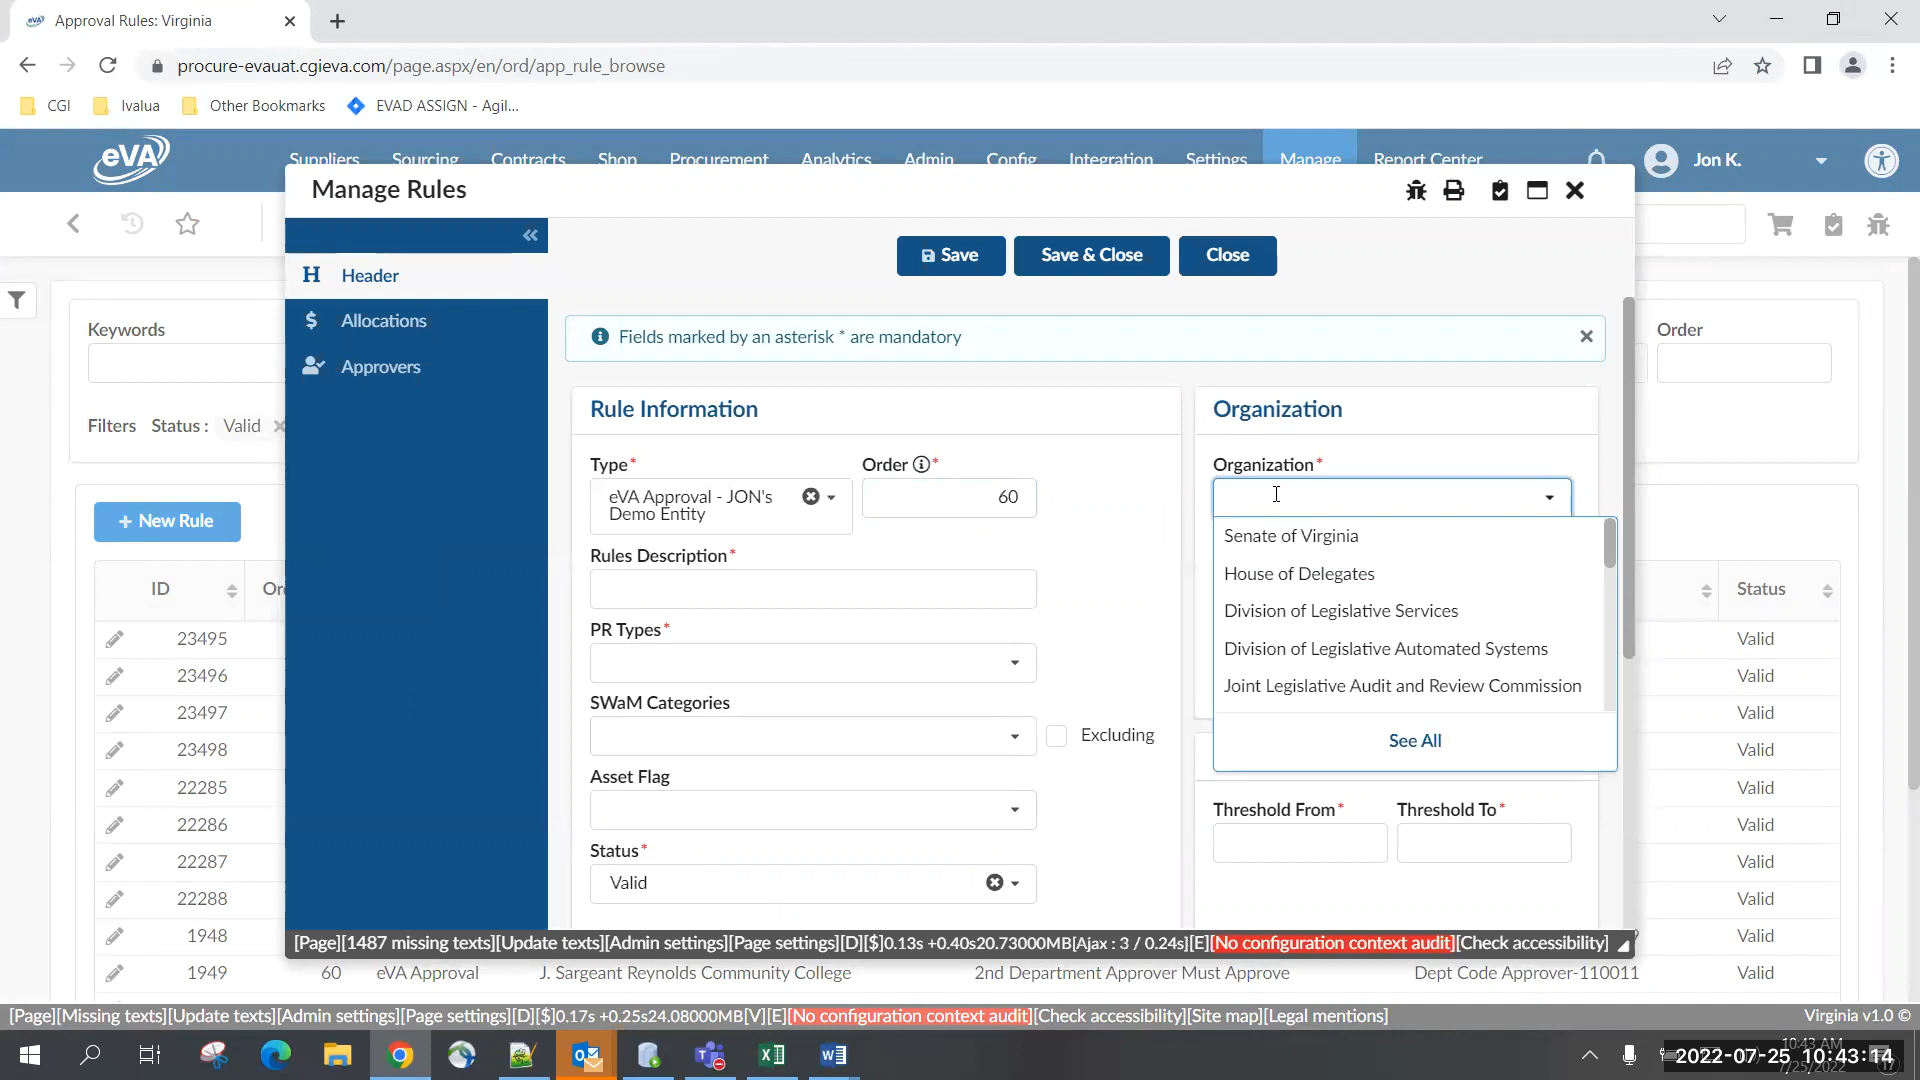 Approval Rules: Virginia
procure-evauat.cgieva.com/page.aspx/en/ord/app_rule_browse
CGI Ivalua Other Bookmarks EVAD ASSIGN - Agil...
eVA Suppliers Sourcing Contracts Shop Procurement Analytics Admin Config Integration Settings Manage Report Center Jon K.
Manage Rules
Save Save & Close Close
H Header
$ Allocations
Approvers
Fields marked by an asterisk * are mandatory
Keywords
Order
Filters Status : Valid
Rule Information
Organization
Type*
Order *
Organization*
eVA Approval - JON's
Demo Entity
60
+ New Rule
Senate of Virginia
House of Delegates
Division of Legislative Services
Division of Legislative Automated Systems
Joint Legislative Audit and Review Commission
See All
Rules Description*
PR Types*
SWaM Categories
Excluding
Asset Flag
Threshold From* Threshold To*
Status*
Valid
ID Or Status
23495 Valid
23496 Valid
23497 Valid
23498 Valid
22285 Valid
22286 Valid
22287 Valid
22288 Valid
1948 Valid
[Page][1487 missing texts][Update texts][Admin settings][Page settings][D][$]0.13s +0.40s20.73000MB[Ajax : 3 / 0.24s][E][No configuration context audit][Check accessibility]
1949 60 eVA Approval J. Sargeant Reynolds Community College 2nd Department Approver Must Approve Dept Code Approver-110011 Valid
[Page][Missing texts][Update texts][Admin settings][Page settings][D][$]0.17s +0.25s24.08000MB[V][E][No configuration context audit][Check accessibility][Site map][Legal mentions]
Virginia v1.0 ©
10:43 AM
2022-07-25 10:43:14
7/25/2022
17